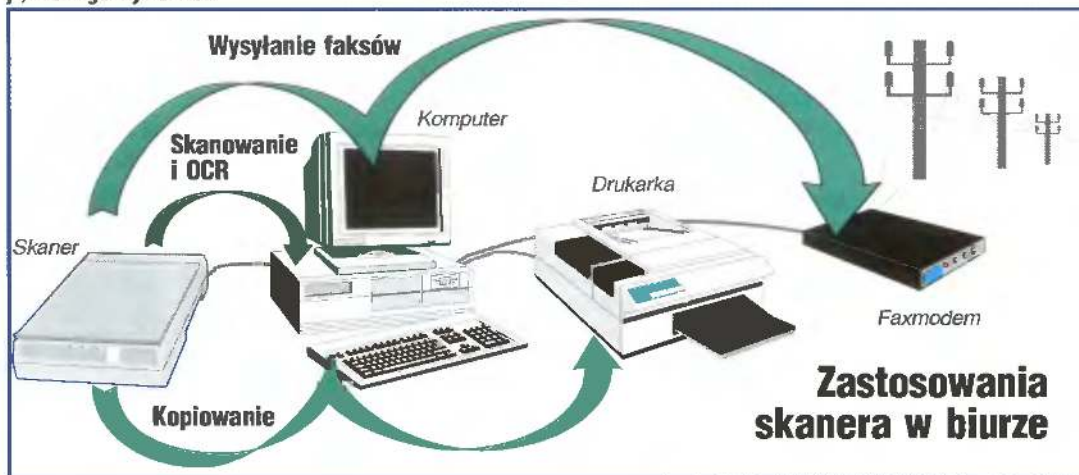 Wysyłanie faksów
Komputer
Skanowanie
i OCR
Drukarka
Skaner
Faxmodem
Kopiowanie
Zastosowania
skanera w biurze